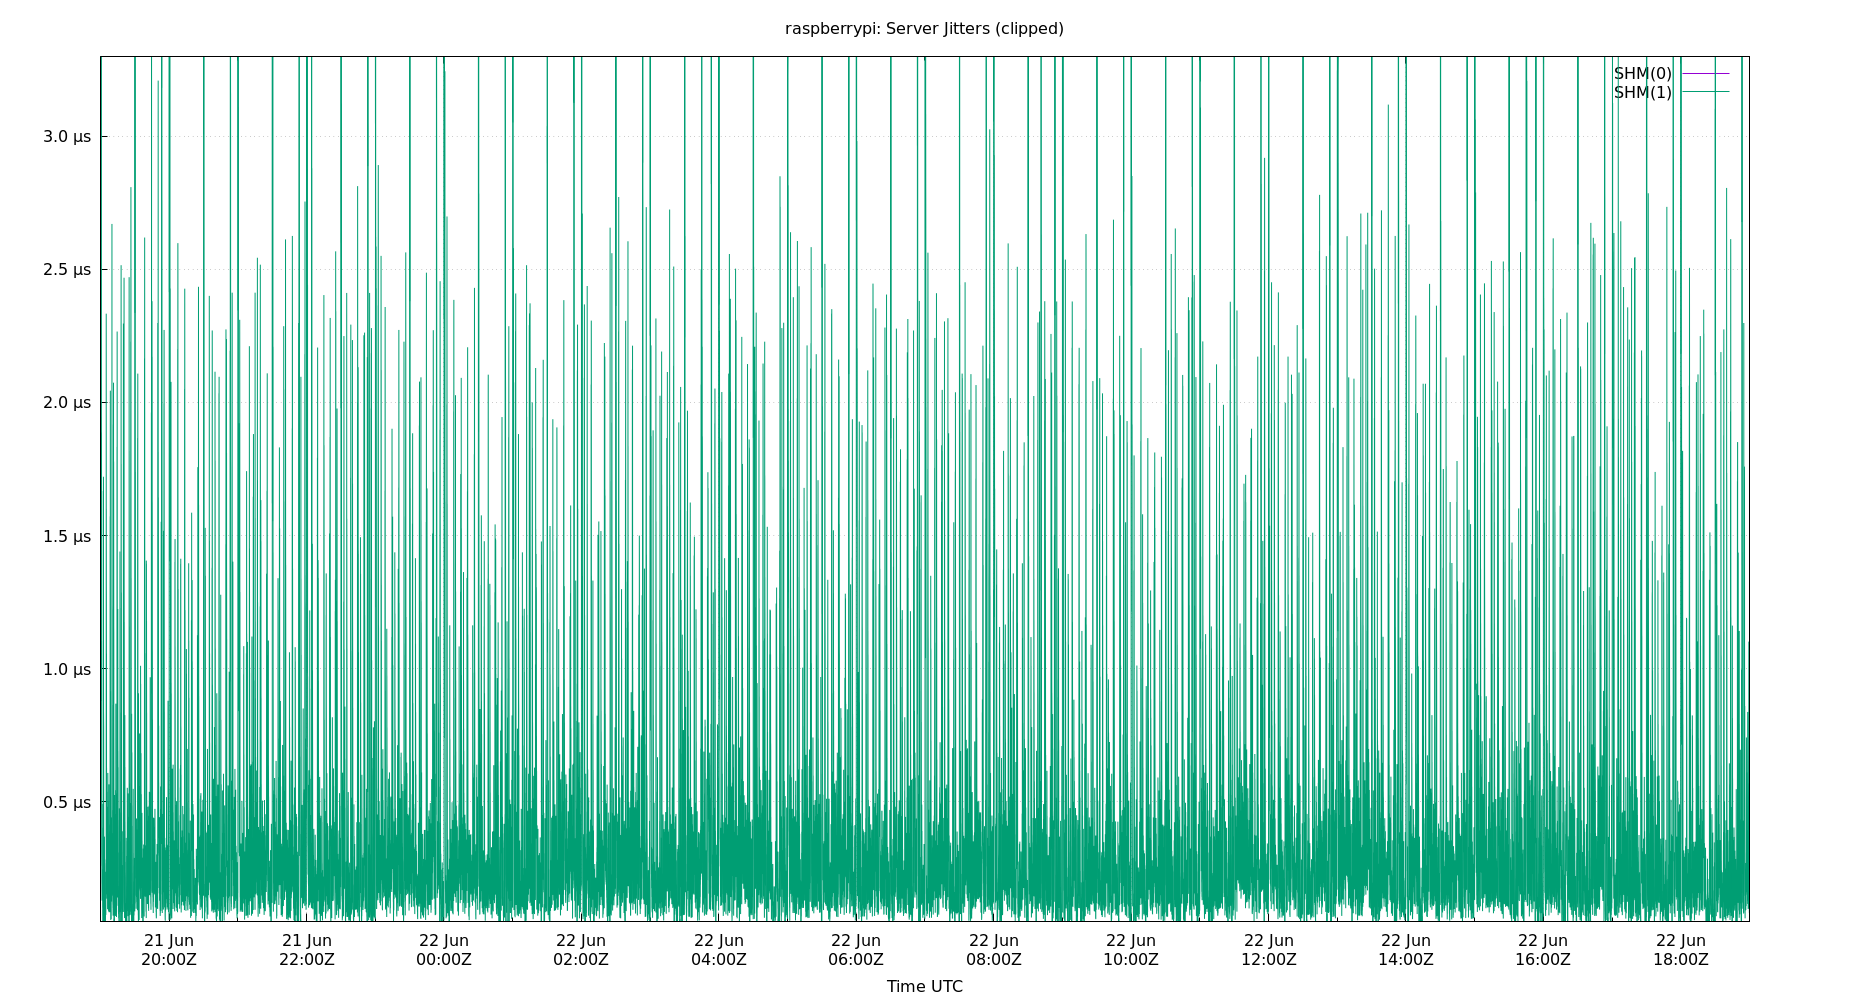 raspberrypi: Server Jitters (clipped)
SHM(0)
SHM(1)
3.0 µs
2.5 µs
2.0 µs
1.5 µs
1.0 µs
0.5 µs
21 Jun 21 Jun 22 Jun 22 Jun 22 Jun 22 Jun 22 Jun 22 Jun 22 Jun 22 Jun 22 Jun 22 Jun
20:00Z 22:00Z 00:00Z 02:00Z 04:00Z 06:00Z 08:00Z 10:00Z 12:00Z 14:00Z 16:00Z 18:00Z
Time UTC